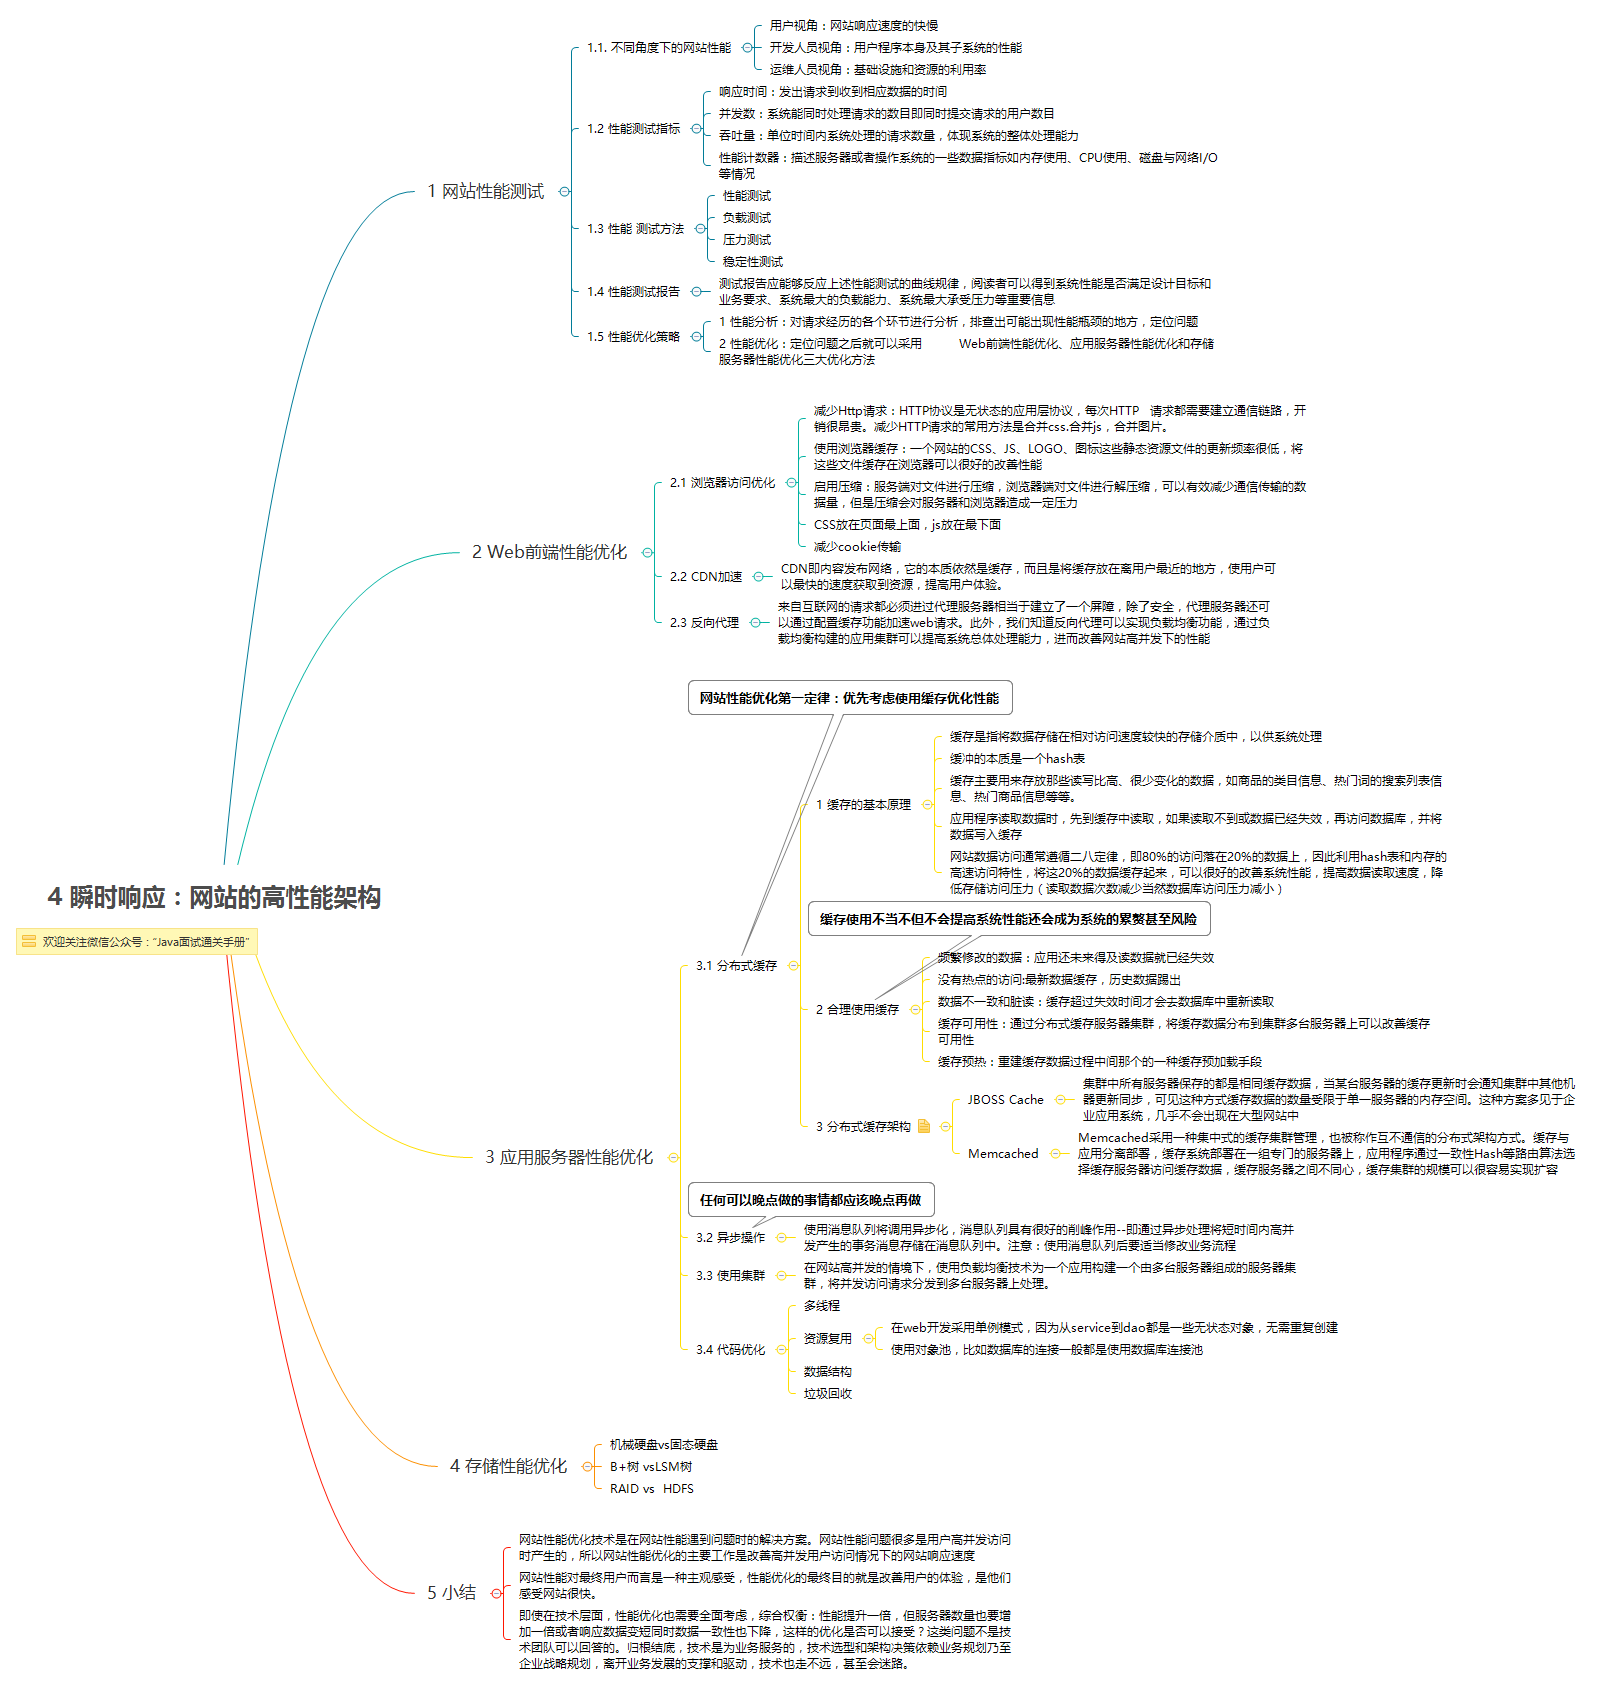 4 瞬时响应：网站的高性能架构
欢迎关注微信公众号：“Java面试通关手册”
1 网站性能测试
1.1. 不同角度下的网站性能
用户视角：网站响应速度的快慢
开发人员视角：用户程序本身及其子系统的性能
运维人员视角：基础设施和资源的利用率
1.2 性能测试指标
响应时间：发出请求到收到相应数据的时间
并发数：系统能同时处理请求的数目即同时提交请求的用户数目
吞吐量：单位时间内系统处理的请求数量，体现系统的整体处理能力
性能计数器：描述服务器或者操作系统的一些数据指标如内存使用、CPU使用、磁盘与网络I/O
等情况
1.3 性能 测试方法
性能测试
负载测试
压力测试
稳定性测试
1.4 性能测试报告
测试报告应能够反应上述性能测试的曲线规律，阅读者可以得到系统性能是否满足设计目标和
业务要求、系统最大的负载能力、系统最大承受压力等重要信息
1.5 性能优化策略
1 性能分析：对请求经历的各个环节进行分析，排查出可能出现性能瓶颈的地方，定位问题
2 性能优化：定位问题之后就可以采用 Web前端性能优化、应用服务器性能优化和存储
服务器性能优化三大优化方法
2 Web前端性能优化
2.1 浏览器访问优化
减少Http请求：HTTP协议是无状态的应用层协议，每次HTTP 请求都需要建立通信链路，开
销很昂贵。减少HTTP请求的常用方法是合并css.合并js，合并图片。
使用浏览器缓存：一个网站的CSS、JS、LOGO、图标这些静态资源文件的更新频率很低，将
这些文件缓存在浏览器可以很好的改善性能
启用压缩：服务端对文件进行压缩，浏览器端对文件进行解压缩，可以有效减少通信传输的数
据量，但是压缩会对服务器和浏览器造成一定压力
CSS放在页面最上面，js放在最下面
减少cookie传输
2.2 CDN加速
CDN即内容发布网络，它的本质依然是缓存，而且是将缓存放在离用户最近的地方，使用户可
以最快的速度获取到资源，提高用户体验。
2.3 反向代理
来自互联网的请求都必须进过代理服务器相当于建立了一个屏障，除了安全，代理服务器还可
以通过配置缓存功能加速web请求。此外，我们知道反向代理可以实现负载均衡功能，通过负
载均衡构建的应用集群可以提高系统总体处理能力，进而改善网站高并发下的性能
3 应用服务器性能优化
网站性能优化第一定律：优先考虑使用缓存优化性能
3.1 分布式缓存
1 缓存的基本原理
缓存是指将数据存储在相对访问速度较快的存储介质中，以供系统处理
缓冲的本质是一个hash表
缓存主要用来存放那些读写比高、很少变化的数据，如商品的类目信息、热门词的搜索列表信
息、热门商品信息等等。
应用程序读取数据时，先到缓存中读取，如果读取不到或数据已经失效，再访问数据库，并将
数据写入缓存
网站数据访问通常遵循二八定律，即80%的访问落在20%的数据上，因此利用hash表和内存的
高速访问特性，将这20%的数据缓存起来，可以很好的改善系统性能，提高数据读取速度，降
低存储访问压力（读取数据次数减少当然数据库访问压力减小）
缓存使用不当不但不会提高系统性能还会成为系统的累赘甚至风险
2 合理使用缓存
频繁修改的数据：应用还未来得及读数据就已经失效
没有热点的访问:最新数据缓存，历史数据踢出
数据不一致和脏读：缓存超过失效时间才会去数据库中重新读取
缓存可用性：通过分布式缓存服务器集群，将缓存数据分布到集群多台服务器上可以改善缓存
可用性
缓存预热：重建缓存数据过程中间那个的一种缓存预加载手段
3 分布式缓存架构
JBOSS Cache
集群中所有服务器保存的都是相同缓存数据，当某台服务器的缓存更新时会通知集群中其他机
器更新同步，可见这种方式缓存数据的数量受限于单一服务器的内存空间。这种方案多见于企
业应用系统，几乎不会出现在大型网站中
Memcached
Memcached采用一种集中式的缓存集群管理，也被称作互不通信的分布式架构方式。缓存与
应用分离部署，缓存系统部署在一组专门的服务器上，应用程序通过一致性Hash等路由算法选
择缓存服务器访问缓存数据，缓存服务器之间不同心，缓存集群的规模可以很容易实现扩容
任何可以晚点做的事情都应该晚点再做
3.2 异步操作
使用消息队列将调用异步化，消息队列具有很好的削峰作用--即通过异步处理将短时间内高并
发产生的事务消息存储在消息队列中。注意：使用消息队列后要适当修改业务流程
3.3 使用集群
在网站高并发的情境下，使用负载均衡技术为一个应用构建一个由多台服务器组成的服务器集
群，将并发访问请求分发到多台服务器上处理。
3.4 代码优化
多线程
资源复用
在web开发采用单例模式，因为从service到dao都是一些无状态对象，无需重复创建
使用对象池，比如数据库的连接一般都是使用数据库连接池
数据结构
垃圾回收
4 存储性能优化
机械硬盘vs固态硬盘
B+树 vsLSM树
RAID vs HDFS
5 小结
网站性能优化技术是在网站性能遇到问题时的解决方案。网站性能问题很多是用户高并发访问
时产生的，所以网站性能优化的主要工作是改善高并发用户访问情况下的网站响应速度
网站性能对最终用户而言是一种主观感受，性能优化的最终目的就是改善用户的体验，是他们
感受网站很快。
即使在技术层面，性能优化也需要全面考虑，综合权衡：性能提升一倍，但服务器数量也要增
加一倍或者响应数据变短同时数据一致性也下降，这样的优化是否可以接受？这类问题不是技
术团队可以回答的。归根结底，技术是为业务服务的，技术选型和架构决策依赖业务规划乃至
企业战略规划，离开业务发展的支撑和驱动，技术也走不远，甚至会迷路。